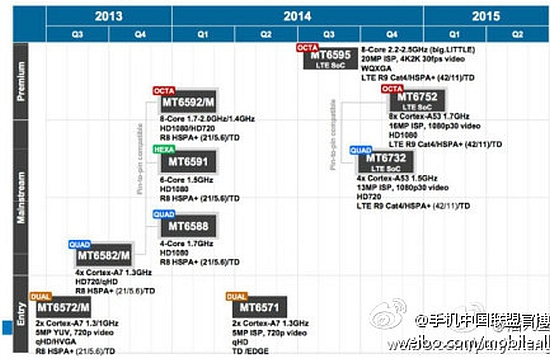 2013 2014 2015
Q3 Q4 Q1 Q2 Q3 Q4 Q1 Q2
Premium
OCTA
MT6595
LTE SoC
8-Core 2.2-2.5GHz (big.LITTLE)
20MP ISP, 4K2K 30fps video
WQXGA
LTE R9 Cat4/HSPA+ (42/11)/TD
OCTA
MT6592/M
8-Core 1.7-2.0GHz/1.4GHz
HD1080/HD720
R8 HSPA+ (21/5.6)/TD
OCTA
MT6752
LTE SoC
8x Cortex-A53 1.7GHz
16MP ISP, 1080p30 video
HD1080
LTE R9 Cat4/HSPA+ (42/11)/TD
Mainstream
Pin-to-pin compatible
HEXA
MT6591
6-Core 1.5GHz
HD1080
R8 HSPA+ (21/5.6)/TD
Pin-to-pin compatible
QUAD
MT6732
LTE SoC
4x Cortex-A53 1.5GHz
13MP ISP, 1080p30 video
HD720
LTE R9 Cat4/HSPA+ (42/11)/TD
QUAD
MT6588
4-Core 1.7GHz
HD1080
R8 HSPA+ (21/5.6)/TD
QUAD
MT6582/M
4x Cortex-A7 1.3GHz
HD720/qHD
R8 HSPA+ (21/5.6)/TD
Entry
DUAL
MT6572/M
2x Cortex-A7 1.3/1GHz
5MP YUV, 720p video
qHD/HVGA
R8 HSPA+ (21/5.6)/TD
DUAL
MT6571
2x Cortex-A7 1.3GHz
5MP ISP, 720p video
qHD
TD /EDGE
@手机中国联盟官博
weibo.com/mobileal